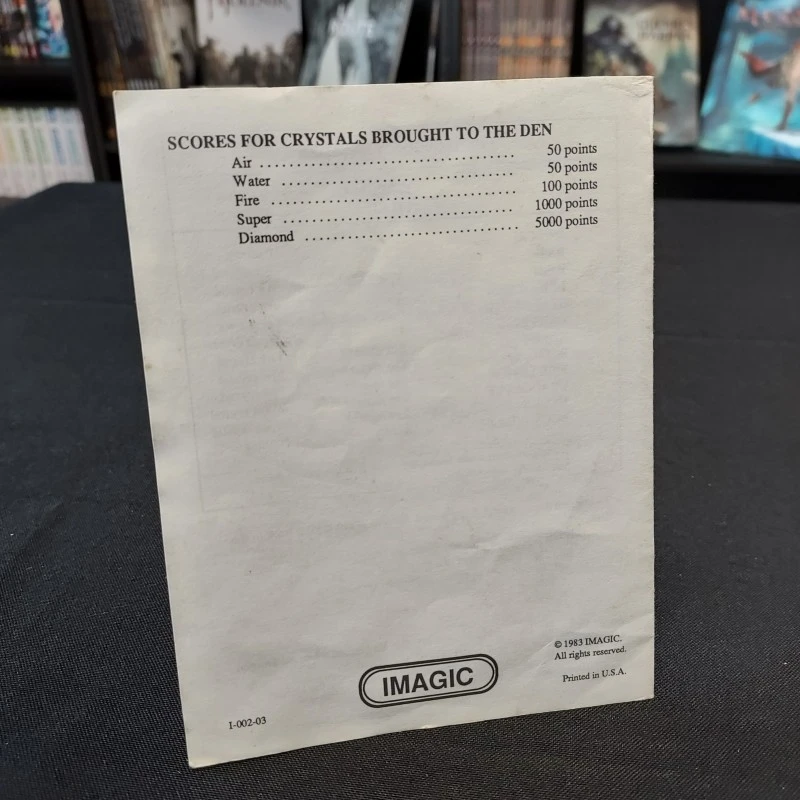 SCORES FOR CRYSTALS BROUGHT TO THE DEN
Air ........................................ 50 points
Water ..................................... 50 points
Fire ....................................... 100 points
Super ..................................... 1000 points
Diamond .................................. 5000 points
© 1983 IMAGIC.
All rights reserved.
Printed in U.S.A.
IMAGIC
I-002-03